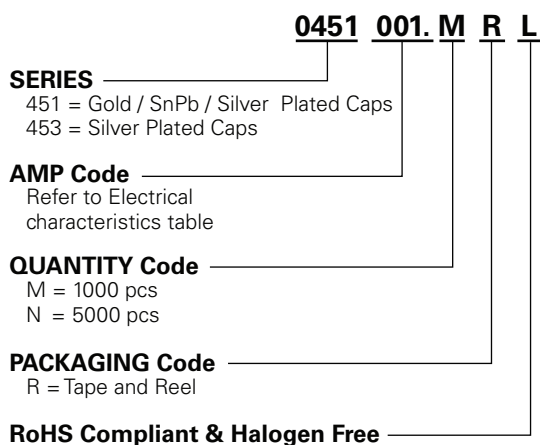 0451 001. M R L
SERIES
451 = Gold / SnPb / Silver Plated Caps
453 = Silver Plated Caps
AMP Code
Refer to Electrical
characteristics table
QUANTITY Code
M = 1000 pcs
N = 5000 pcs
PACKAGING Code
R = Tape and Reel
RoHS Compliant & Halogen Free